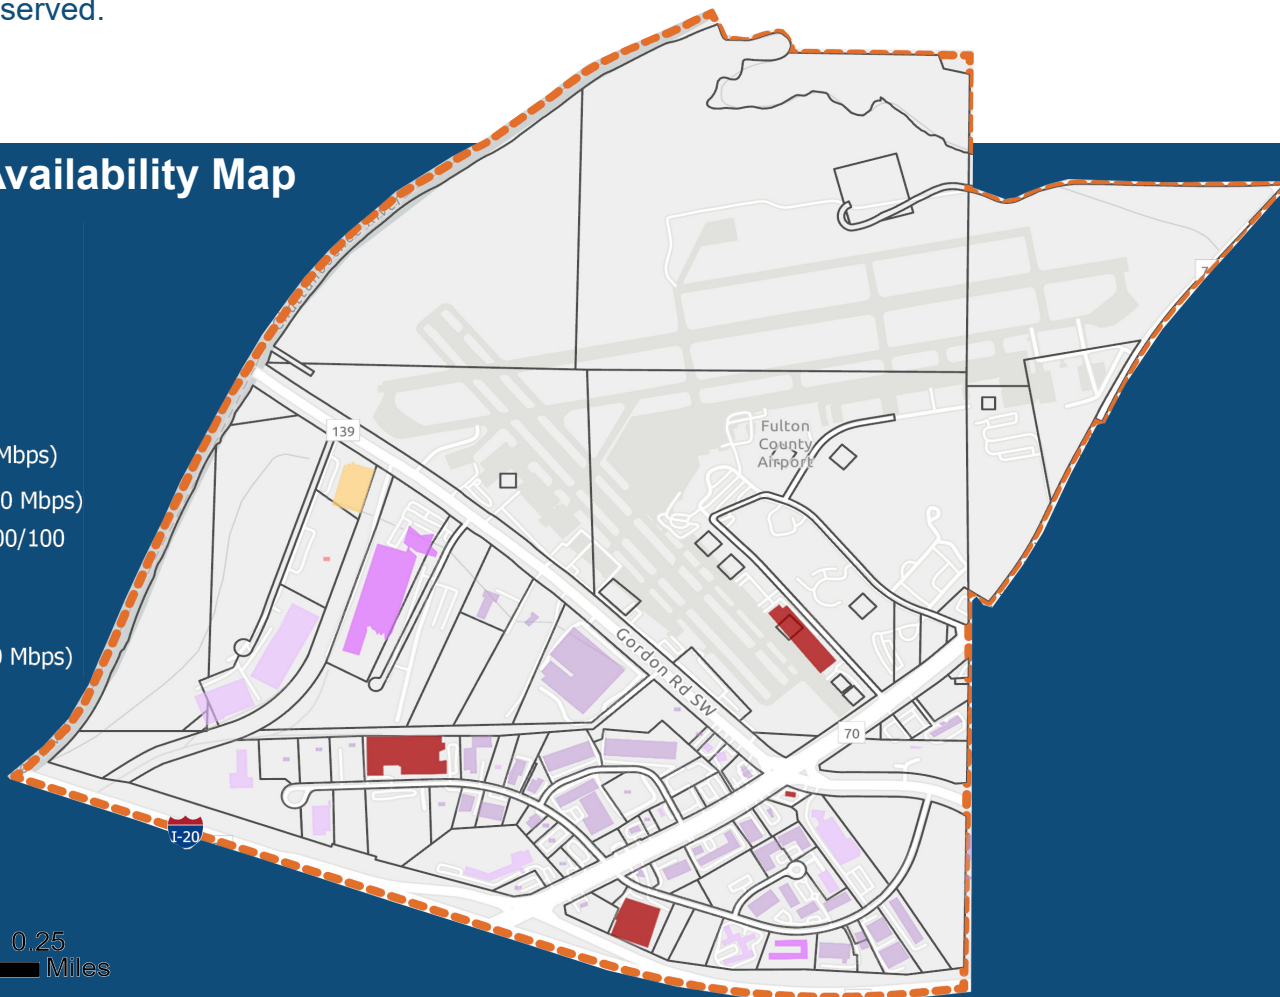 served.
Availability Map
Mbps)
0 Mbps)
00/100
0 Mbps)
139
Fulton
County
Airport
Gordon Rd SW
70
I-20
0.25
Miles